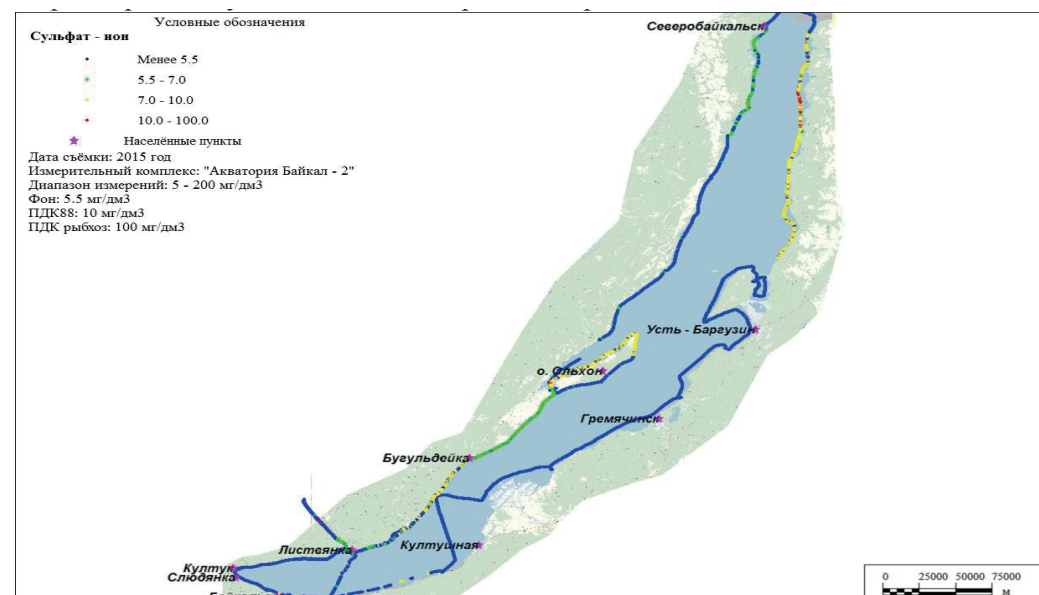 Условные обозначения
Сульфат - ион
Менее 5.5
5.5 - 7.0
7.0 - 10.0
10.0 - 100.0
Населённые пункты
Дата съёмки: 2015 год
Измерительный комплекс: "Акватория Байкал - 2"
Диапазон измерений: 5 - 200 мг/дм3
Фон: 5.5 мг/дм3
ПДК88: 10 мг/дм3
ПДК рыбхоз: 100 мг/дм3
Северобайкальск
Усть - Баргузин
о. Ольхон
Гремячинск
Бугульдейка
Листвянка
Култушная
Култук
Слюдянка
0 25000 50000 75000
м